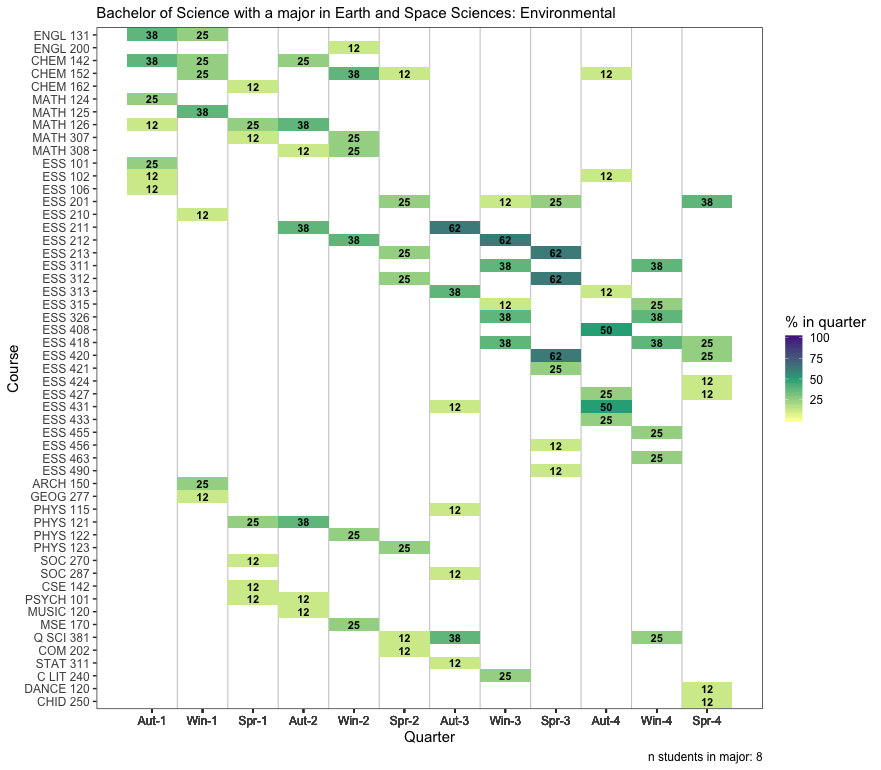 Bachelor of Science with a major in Earth and Space Sciences: Environmental
ENGL 131 38 25
ENGL 200 12
CHEM 142 38 25 25
CHEM 152 25 38 12 12
CHEM 162 12
MATH 124 25
MATH 125 38
MATH 126 12 25 38
MATH 307 12 25
MATH 308 12 25
ESS 101 25
ESS 102 12 12
ESS 106 12
ESS 201 25 12 25 38
ESS 210 12
ESS 211 38 62
ESS 212 38 62
ESS 213 25 62
ESS 311 38 38
ESS 312 25 62
ESS 313 38 12
ESS 315 12 25
ESS 326 38 38
ESS 408 50
ESS 418 38 38 25
ESS 420 62 25
ESS 421 25
ESS 424 12
ESS 427 25 12
ESS 431 12 50
ESS 433 25
ESS 455 25
ESS 456 12
ESS 463 25
ESS 490 12
ARCH 150 25
GEOG 277 12
PHYS 115 12
PHYS 121 25 38
PHYS 122 25
PHYS 123 25
SOC 270 12
SOC 287 12
CSE 142 12
PSYCH 101 12 12
MUSIC 120 12
MSE 170 25
Q SCI 381 12 38 25
COM 202 12
STAT 311 12
C LIT 240 25
DANCE 120 12
CHID 250 12
Aut-1 Win-1 Spr-1 Aut-2 Win-2 Spr-2 Aut-3 Win-3 Spr-3 Aut-4 Win-4 Spr-4
Quarter
Course
% in quarter
100
75
50
25
n students in major: 8